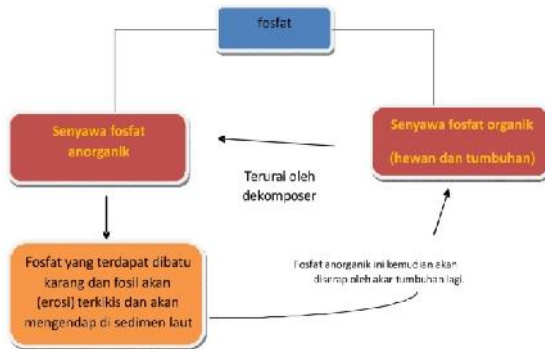 fosfat
Senyawa fosfat
anorganik
Senyawa fosfat organik
(hewan dan tumbuhan)
Terurai oleh
dekomposer
Fosfat yang terdapat dibatu
karang dan fosil akan
(erosi) terkikis dan akan
mengendap di sedimen laut
Fosfat anorganik ini kemudian akan
diserap oleh akar tumbuhan lagi.